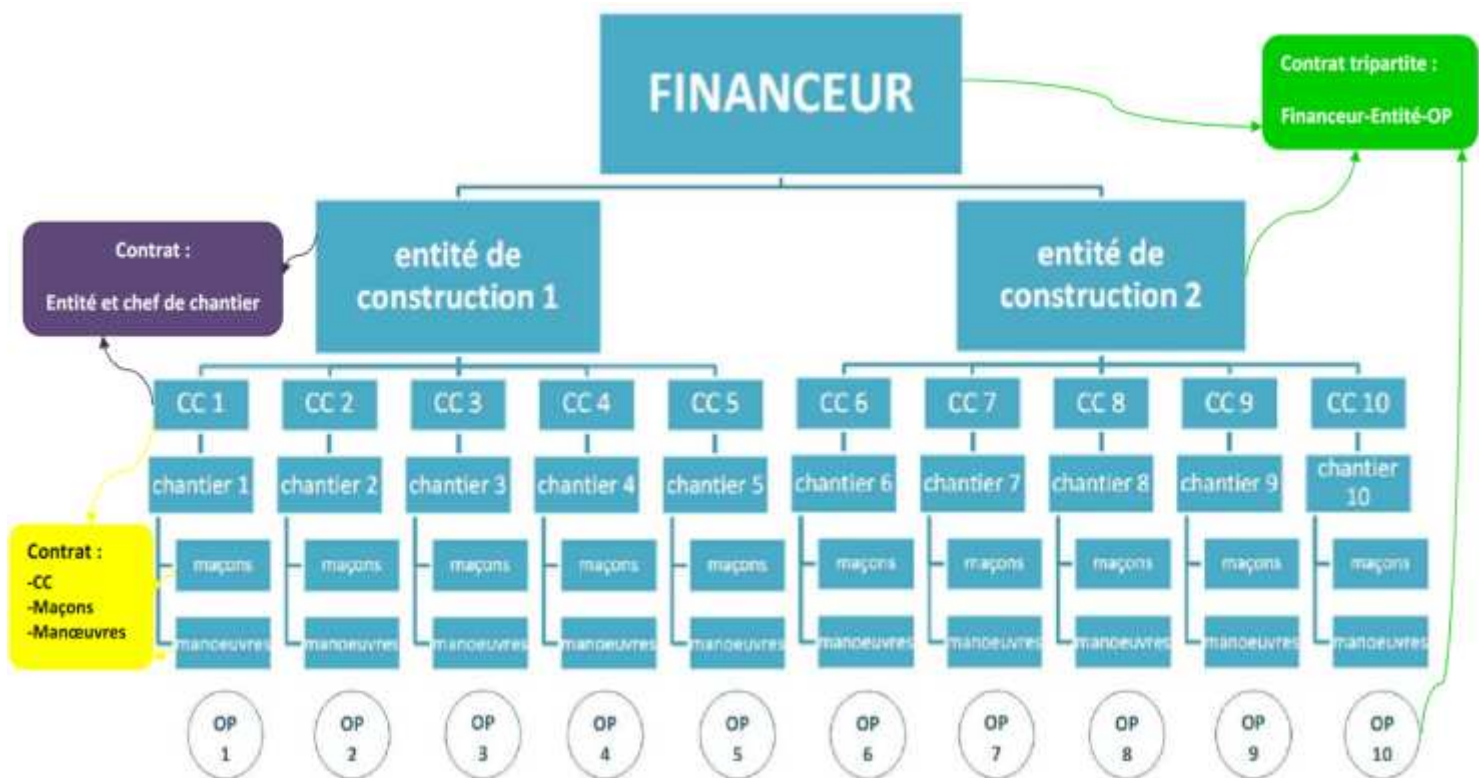 FINANCEUR
Contrat tripartite :
Financeur-Entité-OP
Contrat :
Entité et chef de chantier
entité de
construction 1
entité de
construction 2
CC 1
CC 2
CC 3
CC 4
CC 5
CC 6
CC 7
CC 8
CC 9
CC 10
chantier 1
chantier 2
chantier 3
chantier 4
chantier 5
chantier 6
chantier 7
chantier 8
chantier 9
chantier
10
Contrat :
-CC
-Maçons
-Manœuvres
maçons
maçons
maçons
maçons
maçons
maçons
maçons
maçons
maçons
maçons
manoeuvres
manoeuvres
manoeuvres
manoeuvres
manoeuvres
manoeuvres
manoeuvres
manoeuvres
manoeuvres
manoeuvres
OP
1
OP
2
OP
3
OP
4
OP
5
OP
6
OP
7
OP
8
OP
9
OP
10